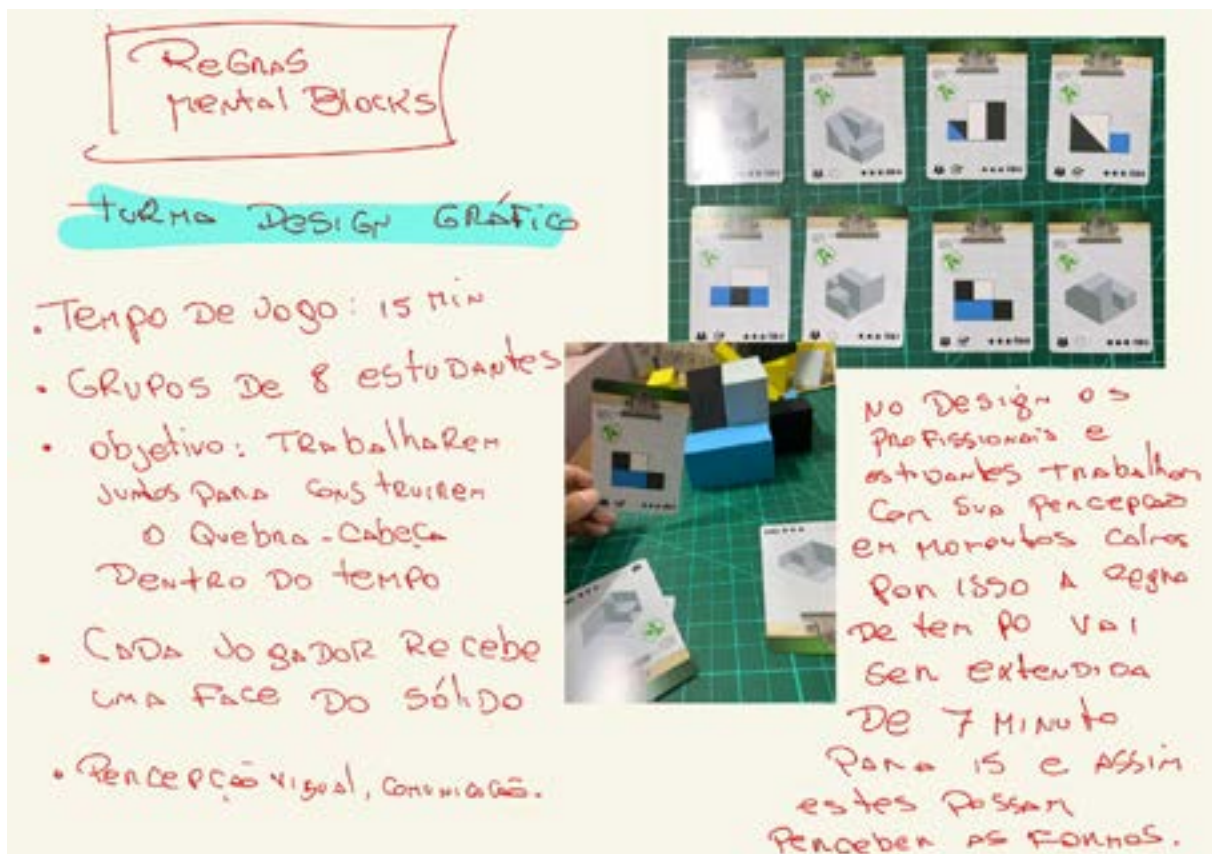 Regras
Mental Blocks
Turma Design Gráfico
. Tempo de Jogo: 15 Min
• Grupos de 8 estudantes
• objetivo: Trabalharem
juntos para construirem
o Quebra-Cabeça
Dentro do tempo
• Cada Jogador Recebe
uma Face do Sólido
• Percepção visual, comunicação.
No Design os
profissionais e
estudantes trabalham
com sua percepção
em momentos calmos
por isso a regra
de tempo vai
ser extendida
de 7 minuto
para 15 e assim
estes possam
perceber as formas.